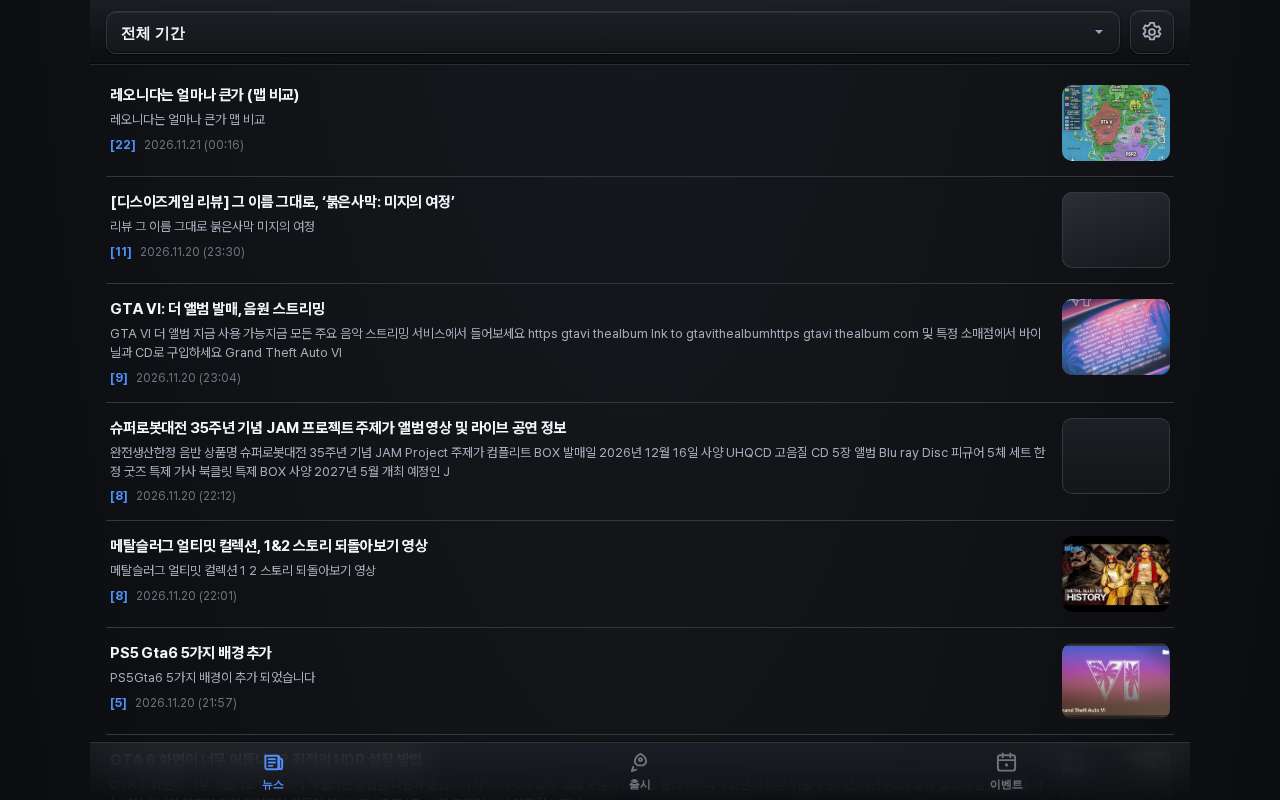 전체 기간
레오니다는 얼마나 큰가 (맵 비교)
레오니다는 얼마나 큰가 맵 비교
[22] 2026.11.21 (00:16)
GTA V
RDR2
[디스이즈게임 리뷰] 그 이름 그대로, ‘붉은사막: 미지의 여정’
리뷰 그 이름 그대로 붉은사막 미지의 여정
[11] 2026.11.20 (23:30)
GTA VI: 더 앨범 발매, 음원 스트리밍
GTA VI 더 앨범 지금 사용 가능지금 모든 주요 음악 스트리밍 서비스에서 들어보세요 https gtavi thealbum lnk to gtavithealbumhttps gtavi thealbum com 및 특정 소매점에서 바이
닐과 CD로 구입하세요 Grand Theft Auto VI
[9] 2026.11.20 (23:04)
슈퍼로봇대전 35주년 기념 JAM 프로젝트 주제가 앨범 영상 및 라이브 공연 정보
완전생산한정 음반 상품명 슈퍼로봇대전 35주년 기념 JAM Project 주제가 컴플리트 BOX 발매일 2026년 12월 16일 사양 UHQCD 고음질 CD 5장 앨범 Blu ray Disc 피규어 5체 세트 한
정 굿즈 특제 가사 북클릿 특제 BOX 사양 2027년 5월 개최 예정인 J
[8] 2026.11.20 (22:12)
메탈슬러그 얼티밋 컬렉션, 1&2 스토리 되돌아보기 영상
메탈슬러그 얼티밋 컬렉션 1 2 스토리 되돌아보기 영상
[8] 2026.11.20 (22:01)
HISTORY
PS5 Gta6 5가지 배경 추가
PS5Gta6 5가지 배경이 추가 되었습니다
[5] 2026.11.20 (21:57)
VI
rand Theft Auto VI
뉴스
출시
이벤트